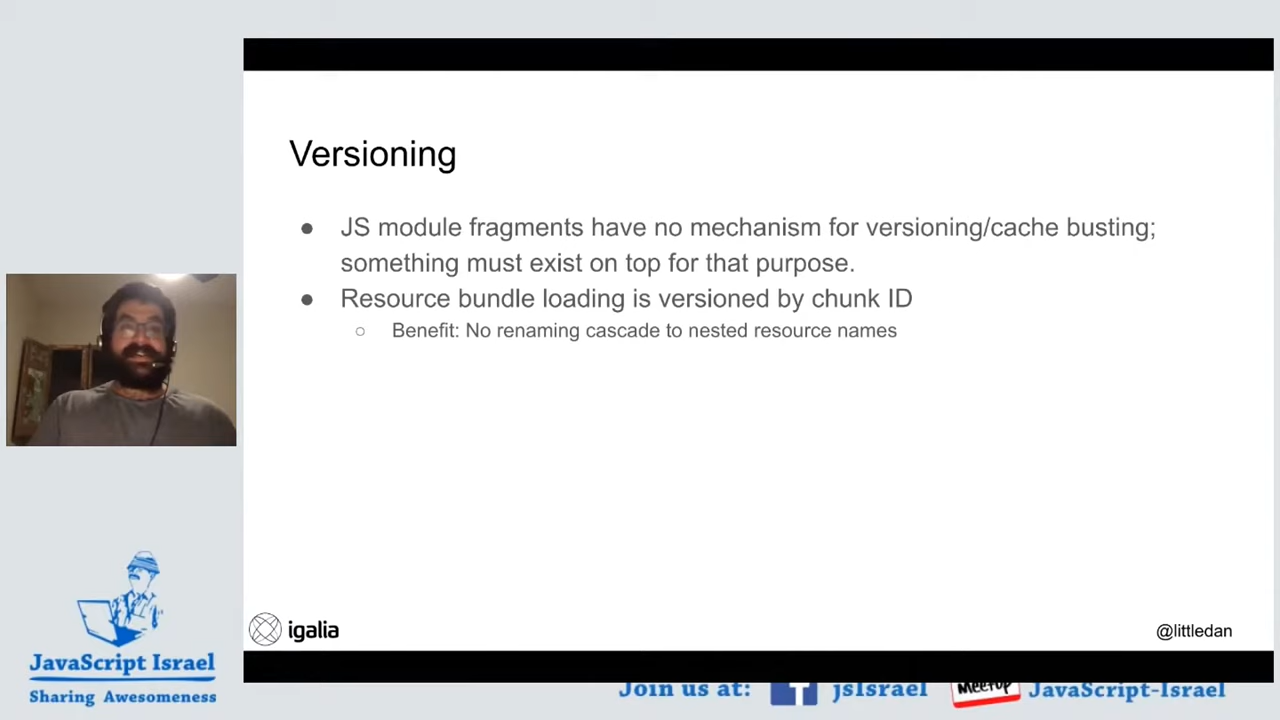 Versioning
● JS module fragments have no mechanism for versioning/cache busting;
something must exist on top for that purpose.
● Resource bundle loading is versioned by chunk ID
○ Benefit: No renaming cascade to nested resource names
igalia
@littledan
JavaScript Israel
Sharing Awesomeness
Join us at: f jsIsrael Meetup JavaScript-Israel